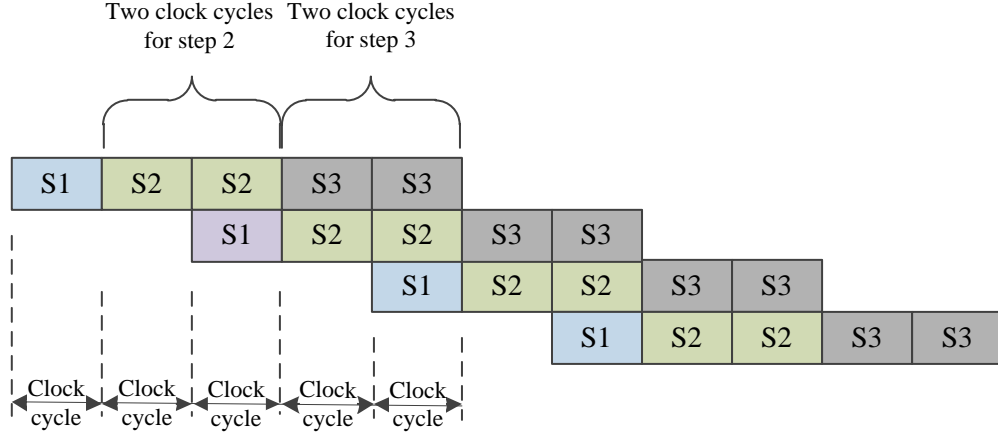 Two clock cycles
for step 2
Two clock cycles
for step 3
S1 S2 S2 S3 S3
S1 S2 S2 S3 S3
S1 S2 S2 S3 S3
S1 S2 S2 S3 S3
Clock
cycle
Clock
cycle
Clock
cycle
Clock
cycle
Clock
cycle